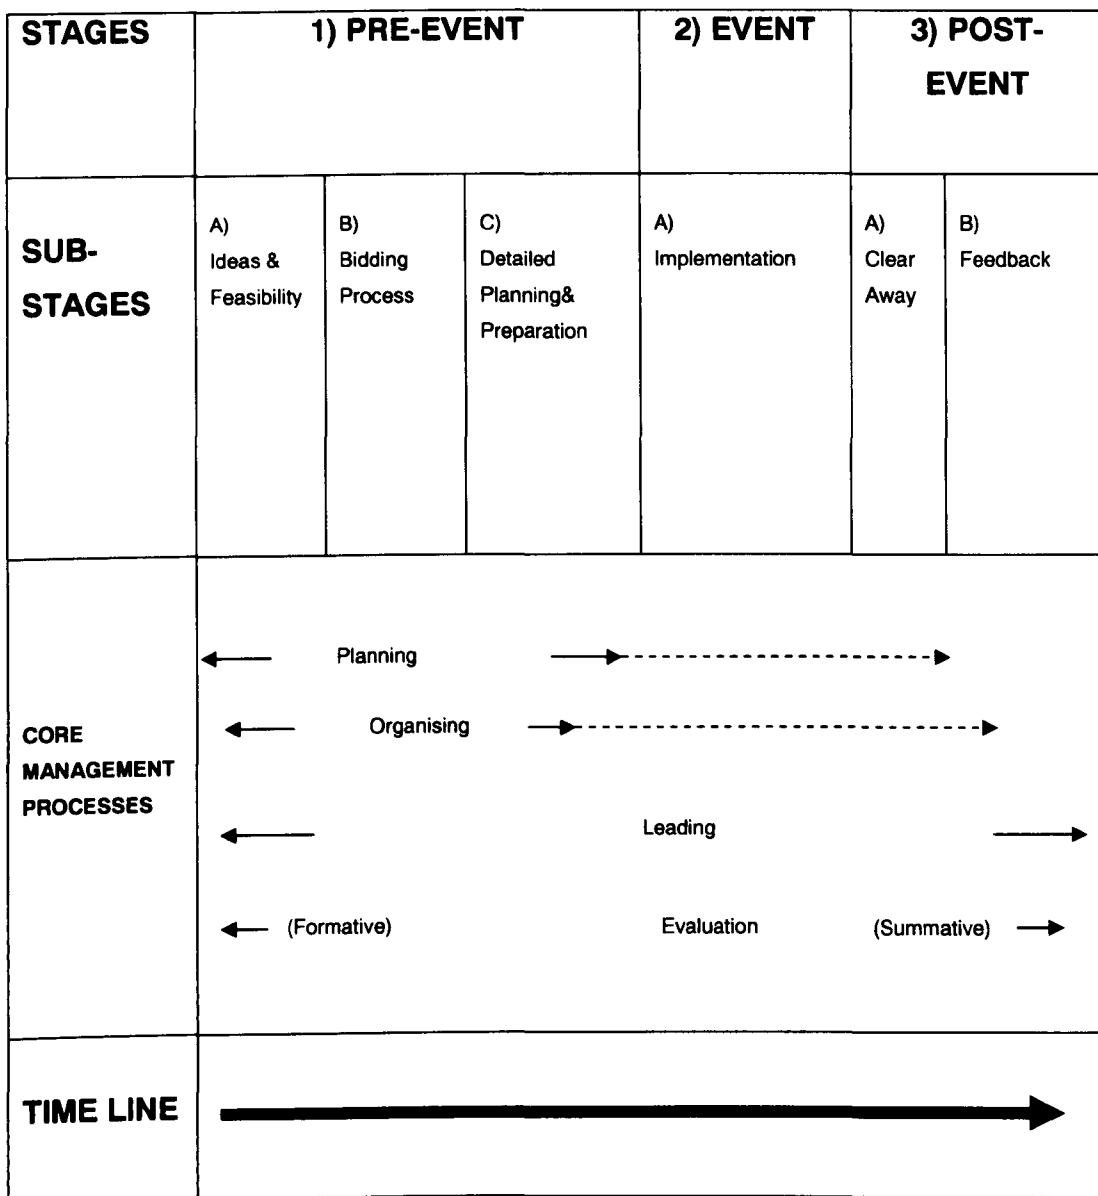 STAGES
1) PRE-EVENT
2) EVENT
3) POST-
EVENT
SUB-
STAGES
A)
Ideas &
Feasibility
B)
Bidding
Process
C)
Detailed
Planning&
Preparation
A)
Implementation
A)
Clear
Away
B)
Feedback
CORE
MANAGEMENT
PROCESSES
Planning
Organising
Leading
(Formative) Evaluation (Summative)
TIME LINE